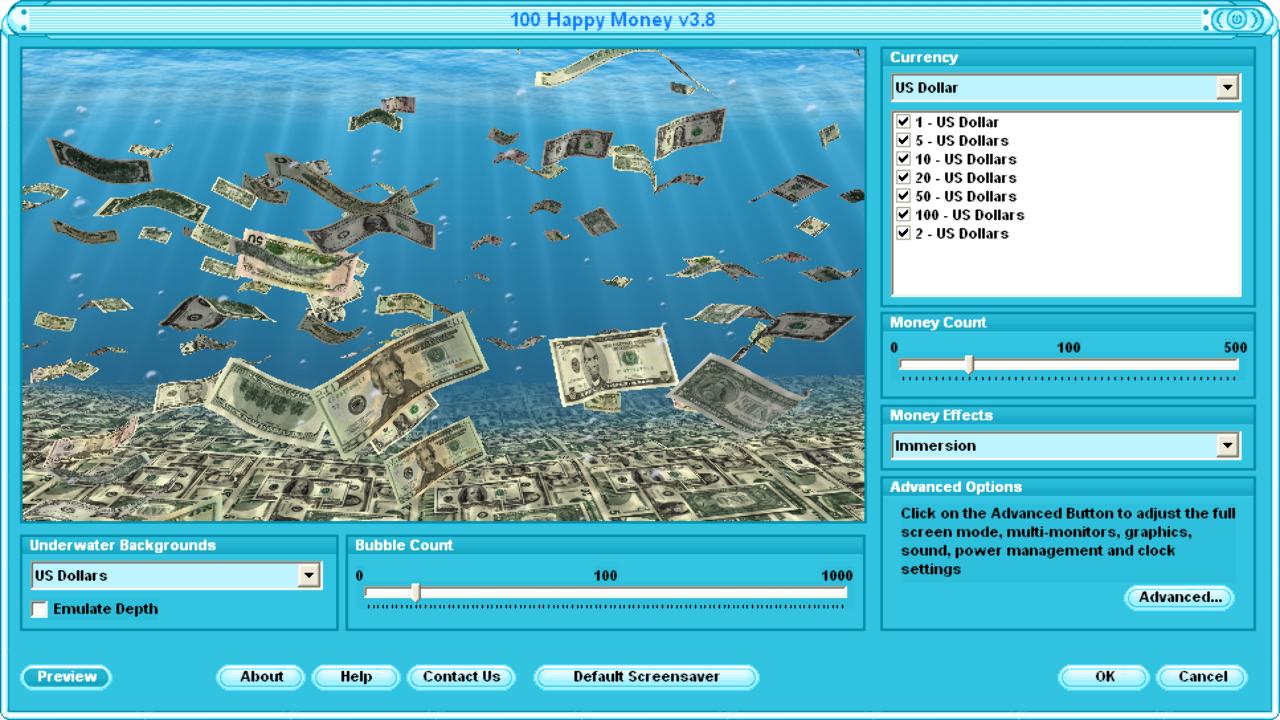 100 Happy Money v3.8
Currency
US Dollar
1 - US Dollar
5 - US Dollars
10 - US Dollars
20 - US Dollars
50 - US Dollars
100 - US Dollars
2 - US Dollars
Money Count
0 100 500
Money Effects
Immersion
Advanced Options
Click on the Advanced Button to adjust the full
screen mode, multi-monitors, graphics,
sound, power management and clock
settings
Advanced...
Underwater Backgrounds
US Dollars
Emulate Depth
Bubble Count
0 100 1000
Preview About Help Contact Us Default Screensaver OK Cancel